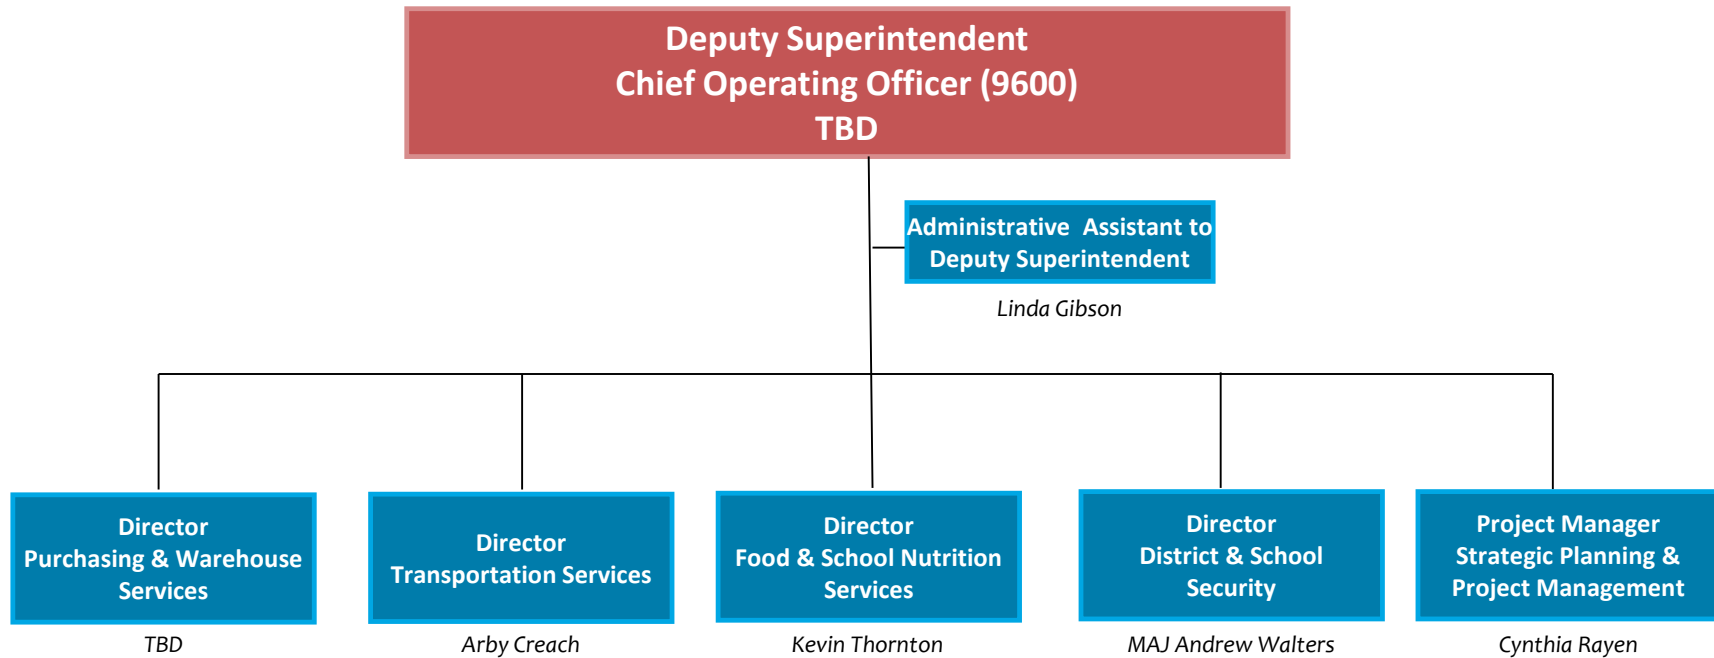 Deputy Superintendent
Chief Operating Officer (9600)
TBD
Administrative Assistant to
Deputy Superintendent
Linda Gibson
Director
Purchasing & Warehouse
Services
TBD
Director
Transportation Services
Arby Creach
Director
Food & School Nutrition
Services
Kevin Thornton
Director
District & School
Security
MAJ Andrew Walters
Project Manager
Strategic Planning &
Project Management
Cynthia Rayen